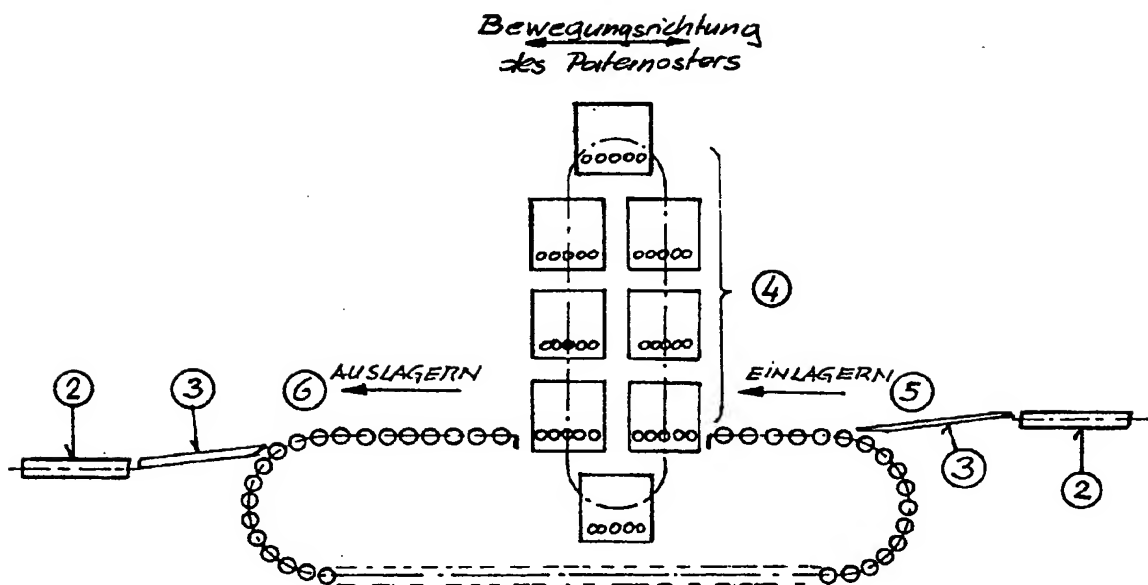 Bewegungsrichtung
des Paternosters
4
6 AUSLAGERN
EINLAGERN 5
2
3
3
2